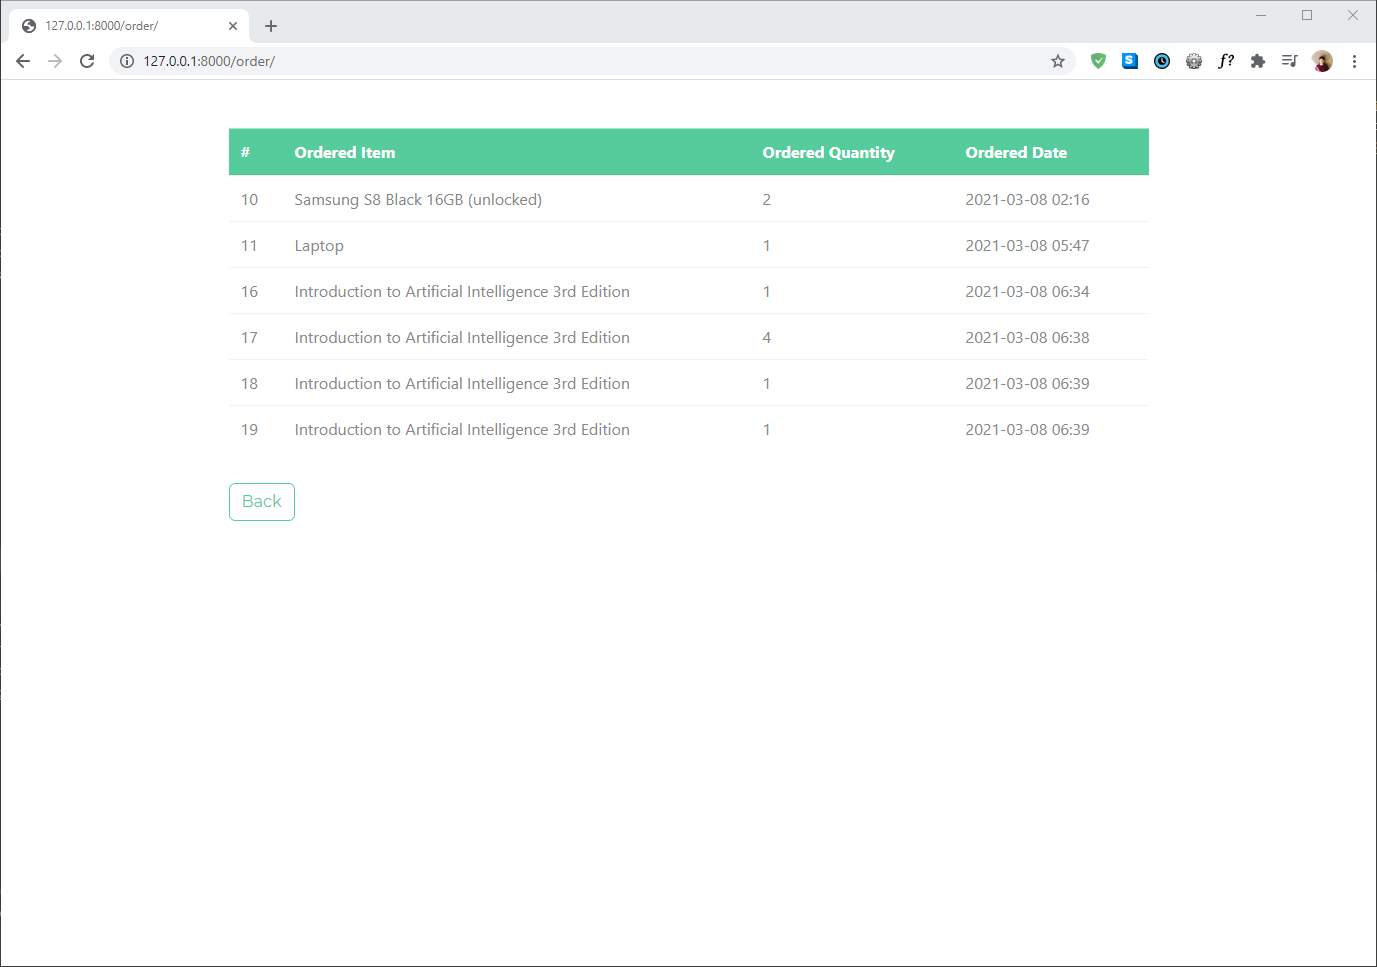 127.0.0.1:8000/order/
127.0.0.1:8000/order/
S f?
# Ordered Item Ordered Quantity Ordered Date
10 Samsung S8 Black 16GB (unlocked) 2 2021-03-08 02:16
11 Laptop 1 2021-03-08 05:47
16 Introduction to Artificial Intelligence 3rd Edition 1 2021-03-08 06:34
17 Introduction to Artificial Intelligence 3rd Edition 4 2021-03-08 06:38
18 Introduction to Artificial Intelligence 3rd Edition 1 2021-03-08 06:39
19 Introduction to Artificial Intelligence 3rd Edition 1 2021-03-08 06:39
Back